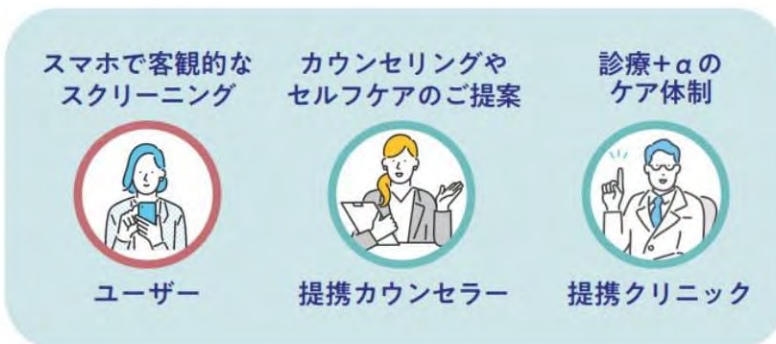 スマホで客観的な
スクリーニング
ユーザー
カウンセリングや
セルフケアのご提案
提携カウンセラー
診療+αの
ケア体制
提携クリニック